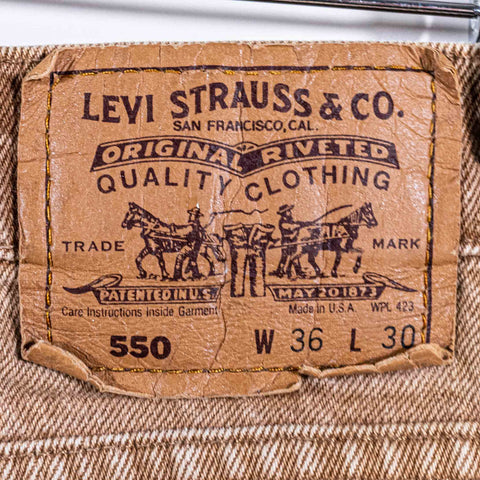 LEVI STRAUSS & CO.
SAN FRANCISCO, CAL.
ORIGINAL RIVETED
QUALITY CLOTHING
TRADE MARK
PATENTED IN U.S. MAY 20 1873
Care Instructions Inside Garment Made in U.S.A. WPL 423
550 W 36 L 30